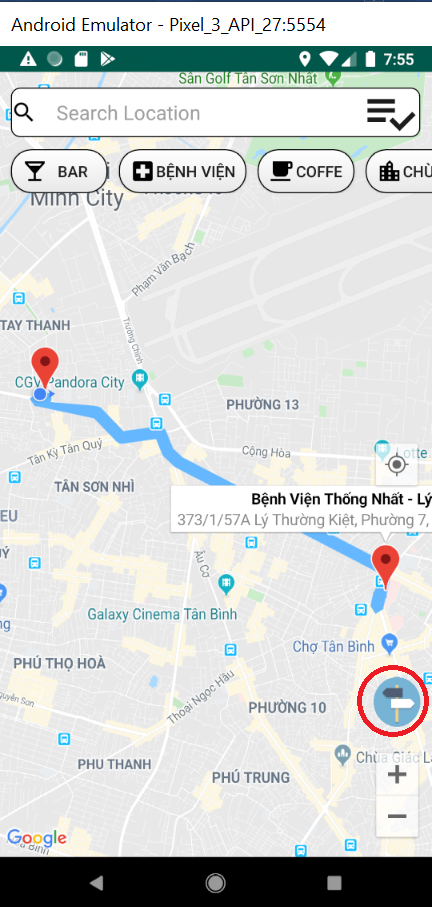 Android Emulator - Pixel_3_API_27:5554
7:55
Sân Golf Tân Sơn Nhất
Search Location
BAR
BỆNH VIỆN
COFFE
CHÙ
Minh City
Phạm Văn Bạch
TAY THANH
Trường Chinh
CGV Pandora City
PHƯỜNG 13
Tân Kỳ Tân Quý
Cộng Hòa
Lotte
TÂN SƠN NHÌ
Bệnh Viện Thống Nhất - Lý
373/1/57A Lý Thường Kiệt, Phường 7,
Âu Cơ
Galaxy Cinema Tân Bình
Chợ Tân Bình
PHÚ THỌ HOÀ
Thoại Ngọc Hầu
PHƯỜNG 10
PHU THANH
PHÚ TRUNG
Chùa Giác Lâ
+
−
Google